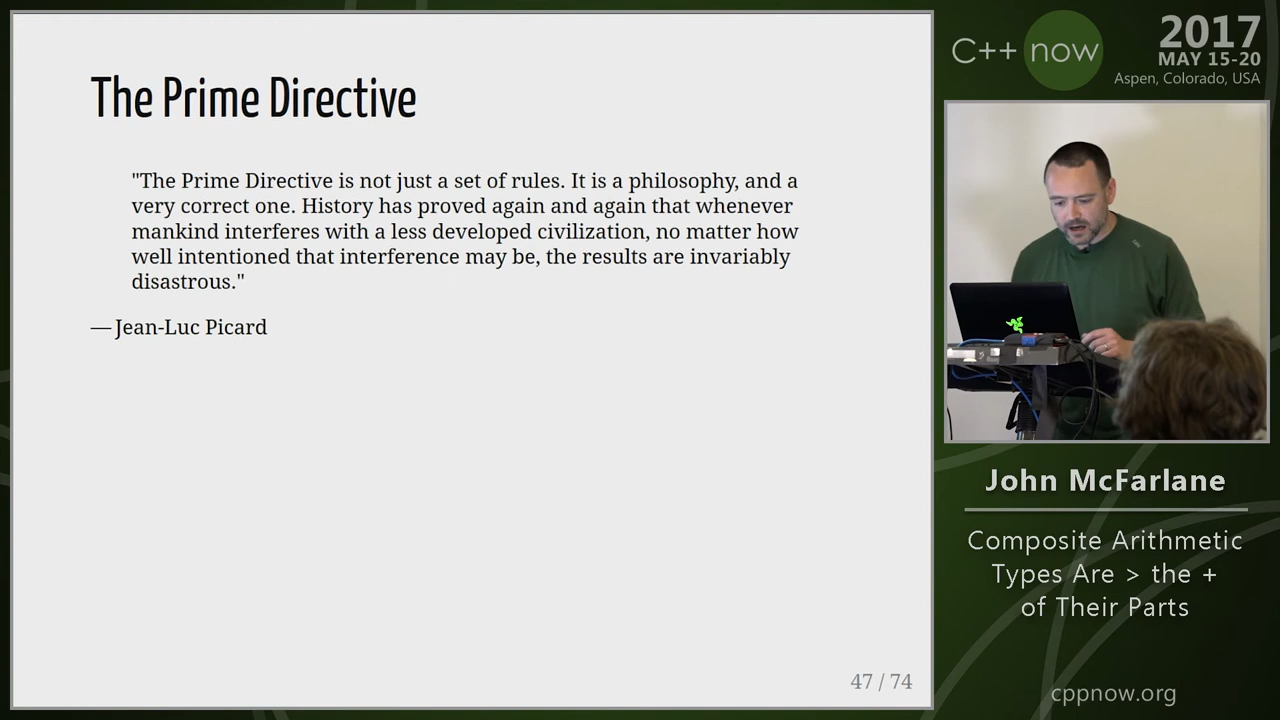 The Prime Directive
"The Prime Directive is not just a set of rules. It is a philosophy, and a
very correct one. History has proved again and again that whenever
mankind interferes with a less developed civilization, no matter how
well intentioned that interference may be, the results are invariably
disastrous."
— Jean-Luc Picard
47 / 74
C++ now
2017
MAY 15-20
Aspen, Colorado, USA
John McFarlane
Composite Arithmetic
Types Are > the +
of Their Parts
cppnow.org